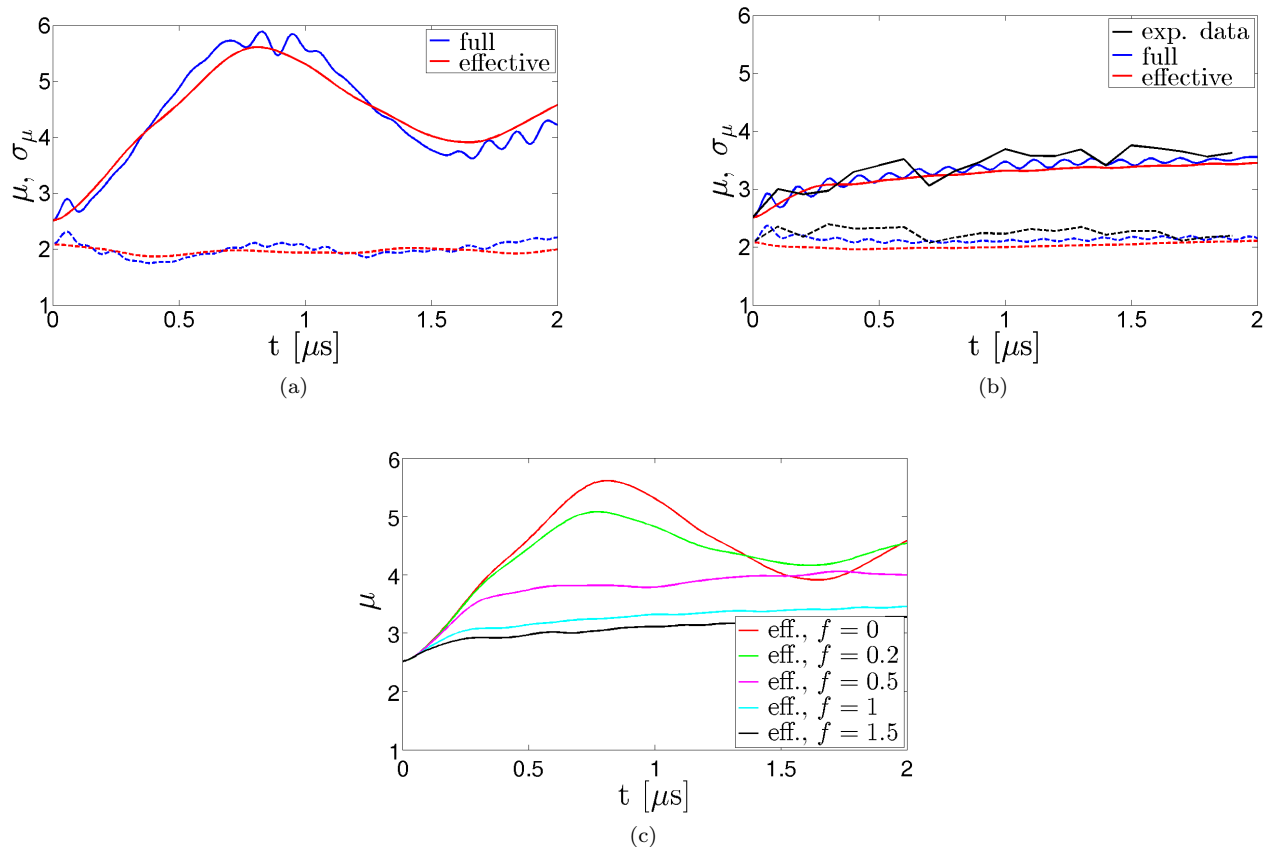 6
5
4
3
2
1
μ, σμ
full
effective
0
0.5
1
1.5
2
t [μs]
(a)
6
5
4
3
2
1
μ, σμ
exp. data
full
effective
0
0.5
1
1.5
2
t [μs]
(b)
6
5
4
3
2
1
μ
eff., f = 0
eff., f = 0.2
eff., f = 0.5
eff., f = 1
eff., f = 1.5
0
0.5
1
1.5
2
t [μs]
(c)